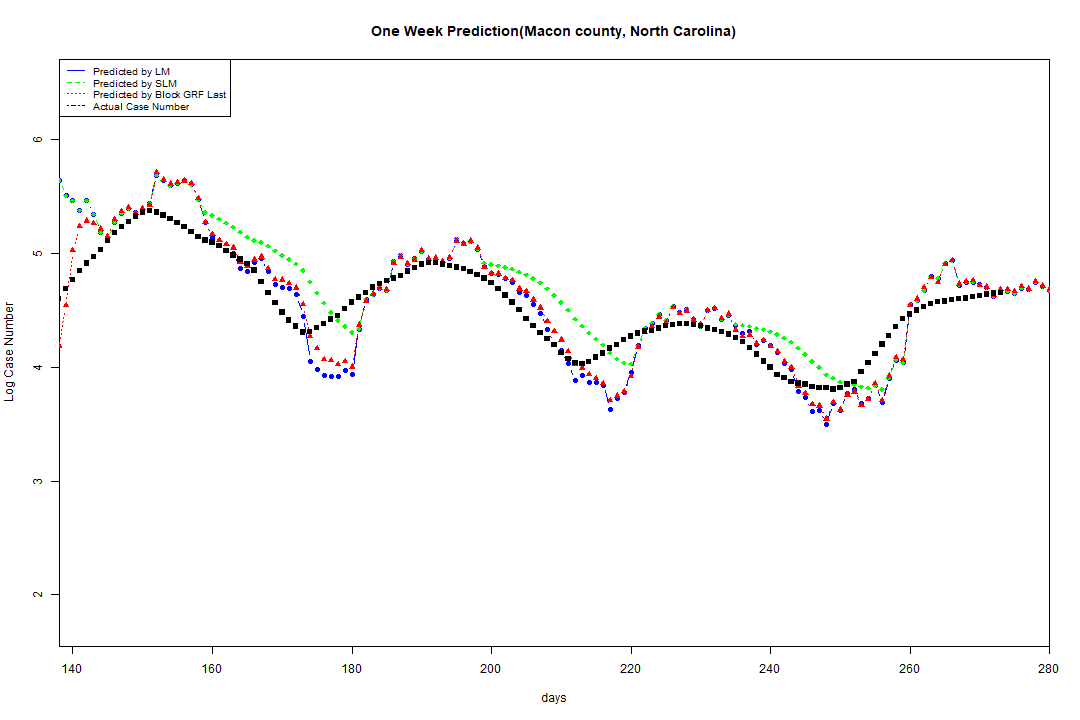 One Week Prediction(Macon county, North Carolina)
Predicted by LM
Predicted by SLM
Predicted by Block GRF Last
Actual Case Number
Log Case Number
6
5
4
3
2
140 160 180 200 220 240 260 280
days